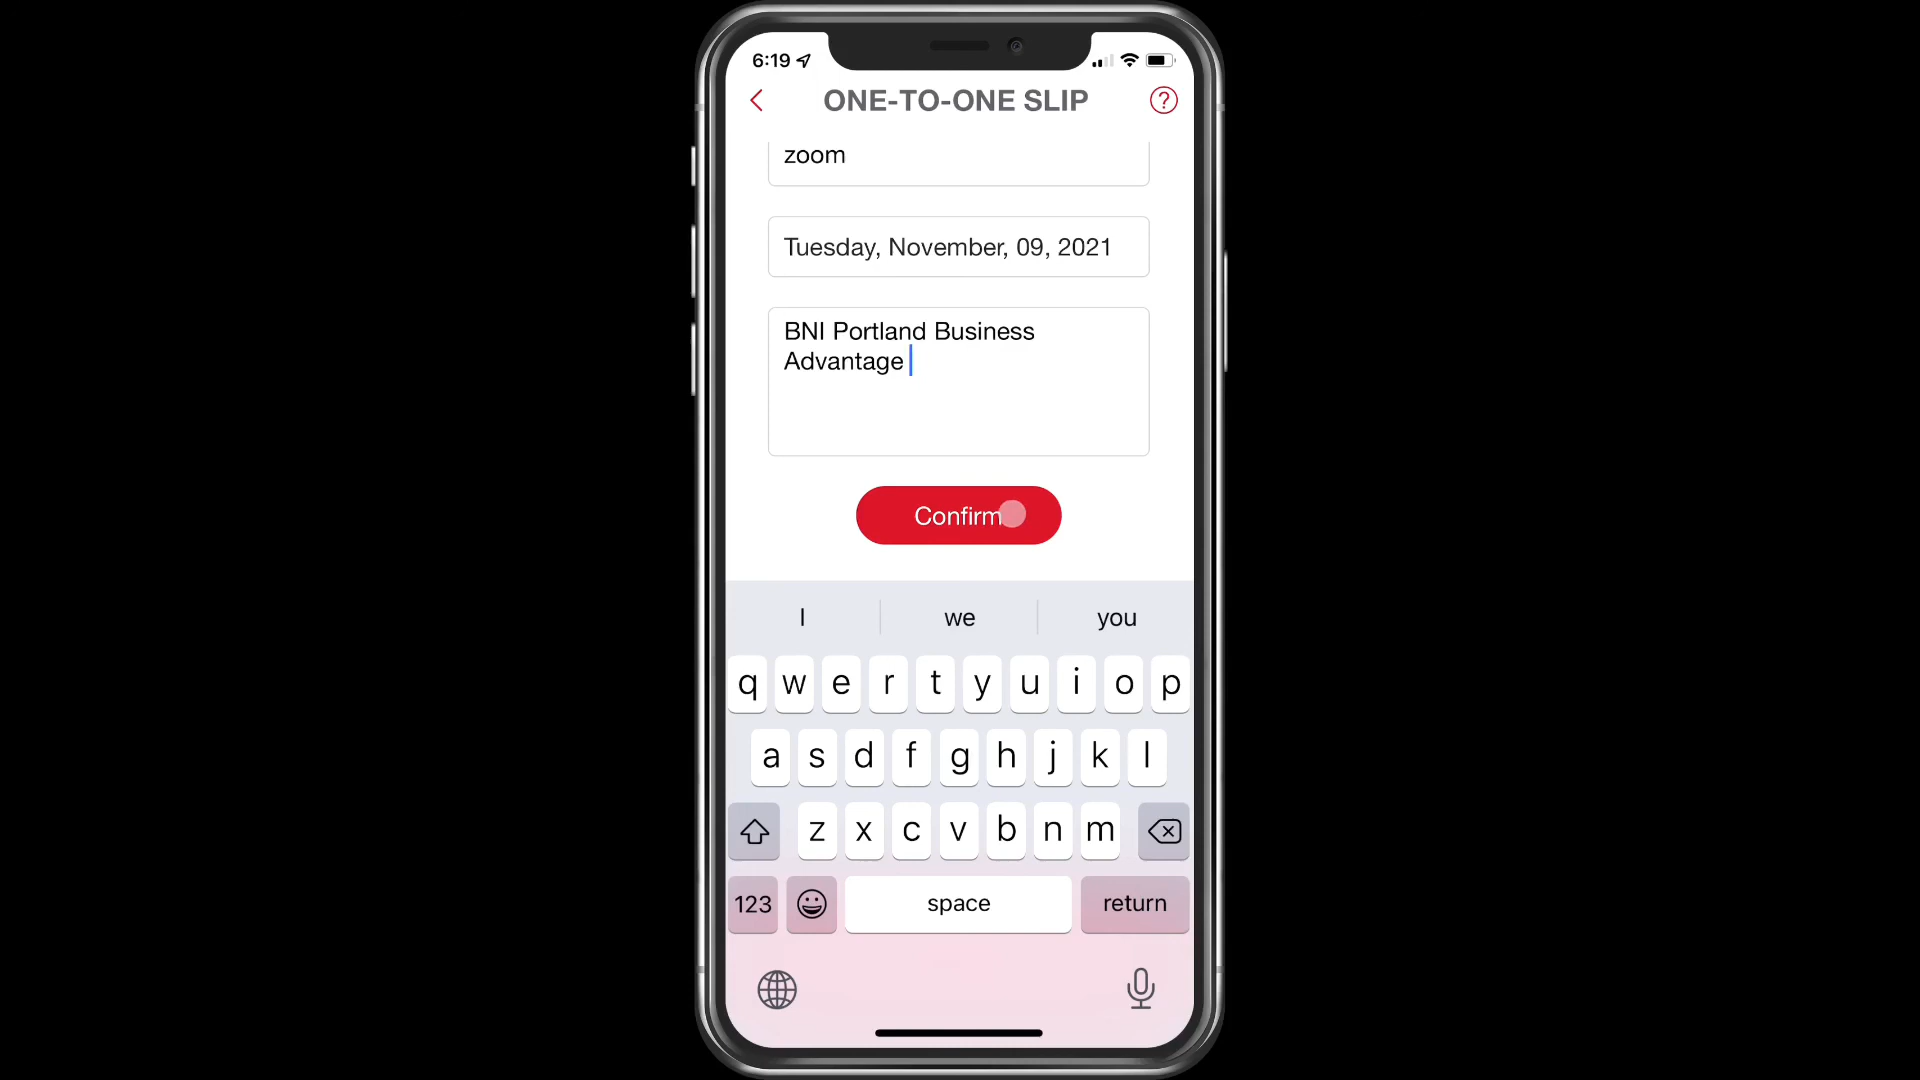 6:19
ONE-TO-ONE SLIP
?
zoom
Tuesday, November, 09, 2021
BNI Portland Business
Advantage
Confirm
I we you
q w e r t y u i o p
a s d f g h j k l
z x c v b n m
123 space return